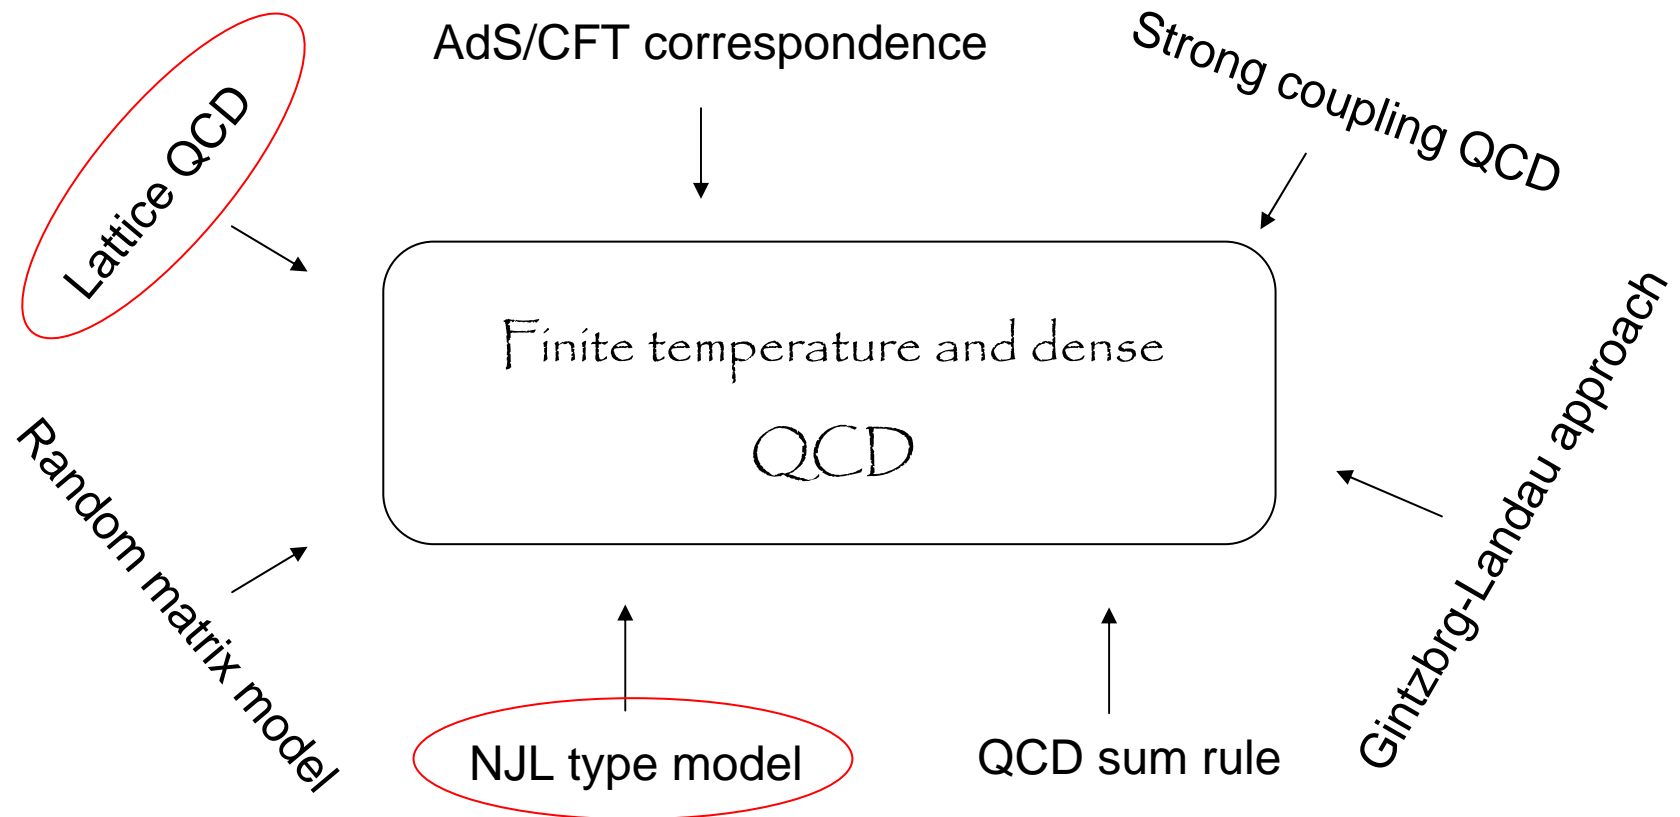 AdS/CFT correspondence
Strong coupling QCD
Lattice QCD
Finite temperature and dense
QCD
Gintzbrg-Landau approach
Random matrix model
NJL type model
QCD sum rule